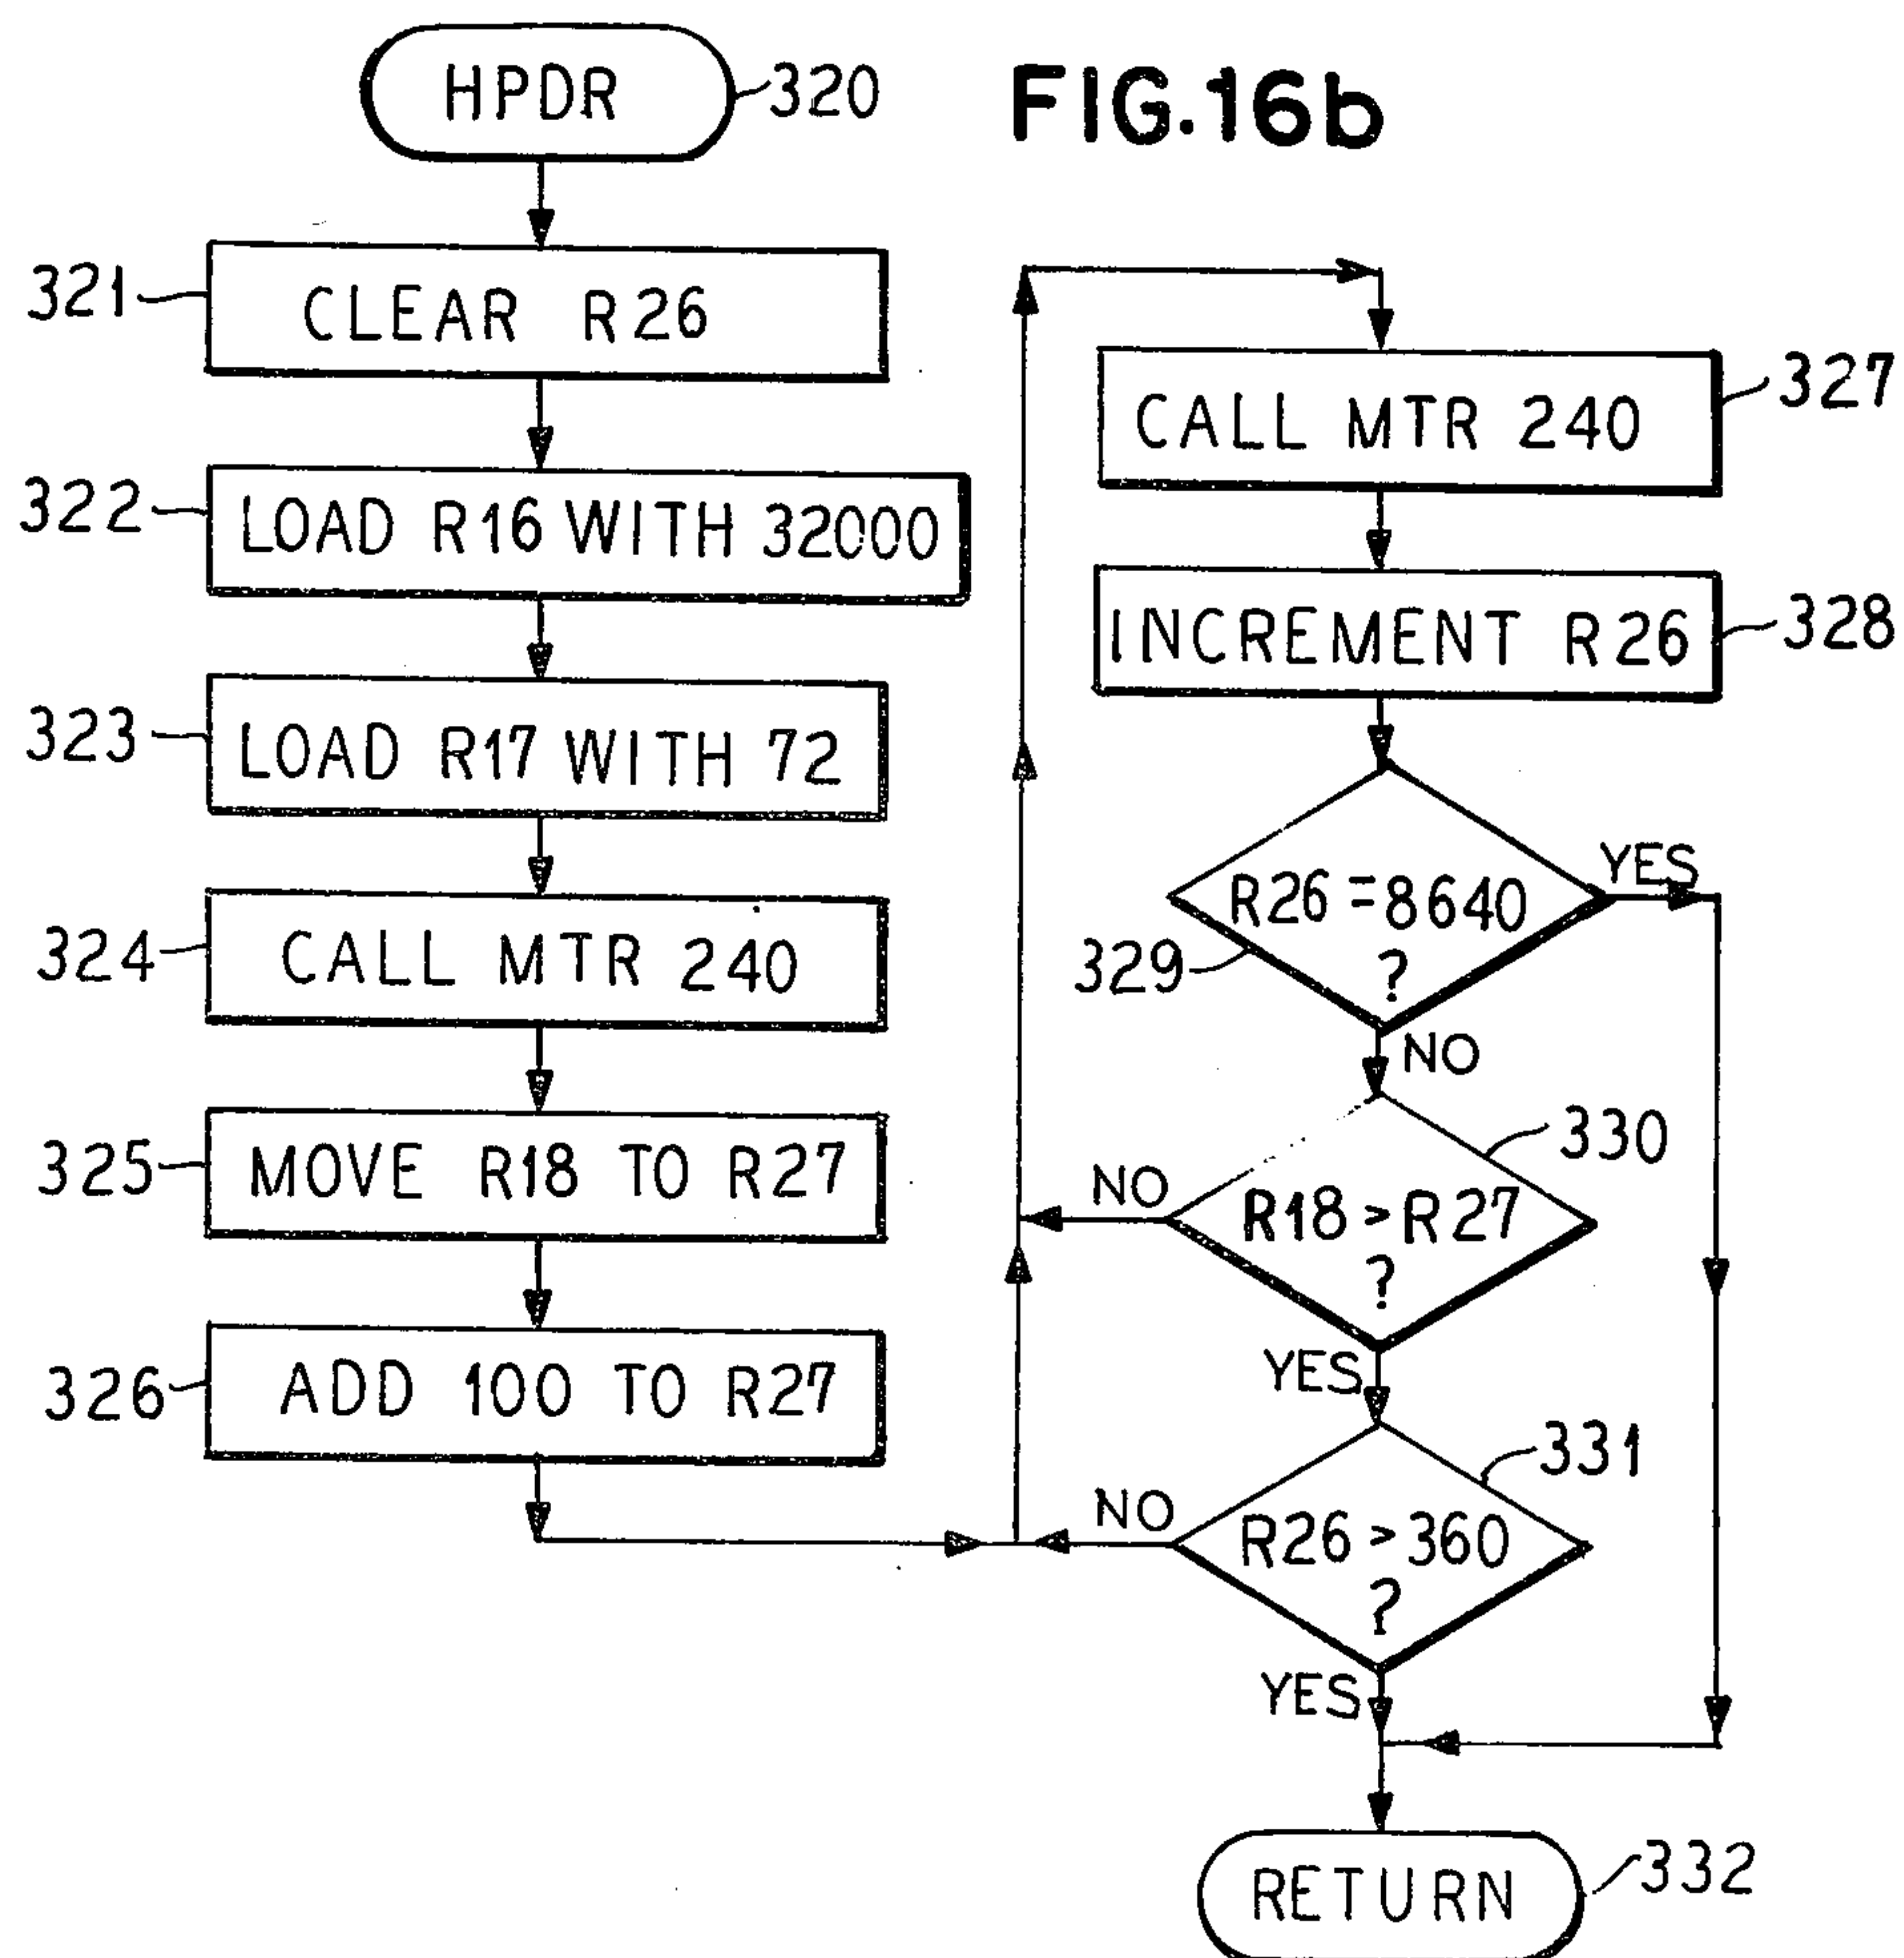 HPDR
320
FIG.16b
321
CLEAR R26
322
LOAD R16 WITH 32000
323
LOAD R17 WITH 72
324
CALL MTR 240
325
MOVE R18 TO R27
326
ADD 100 TO R27
CALL MTR 240
327
INCREMENT R26
328
R26=8640
?
YES
329
NO
330
R18>R27
?
NO
YES
331
R26>360
?
NO
YES
RETURN
332